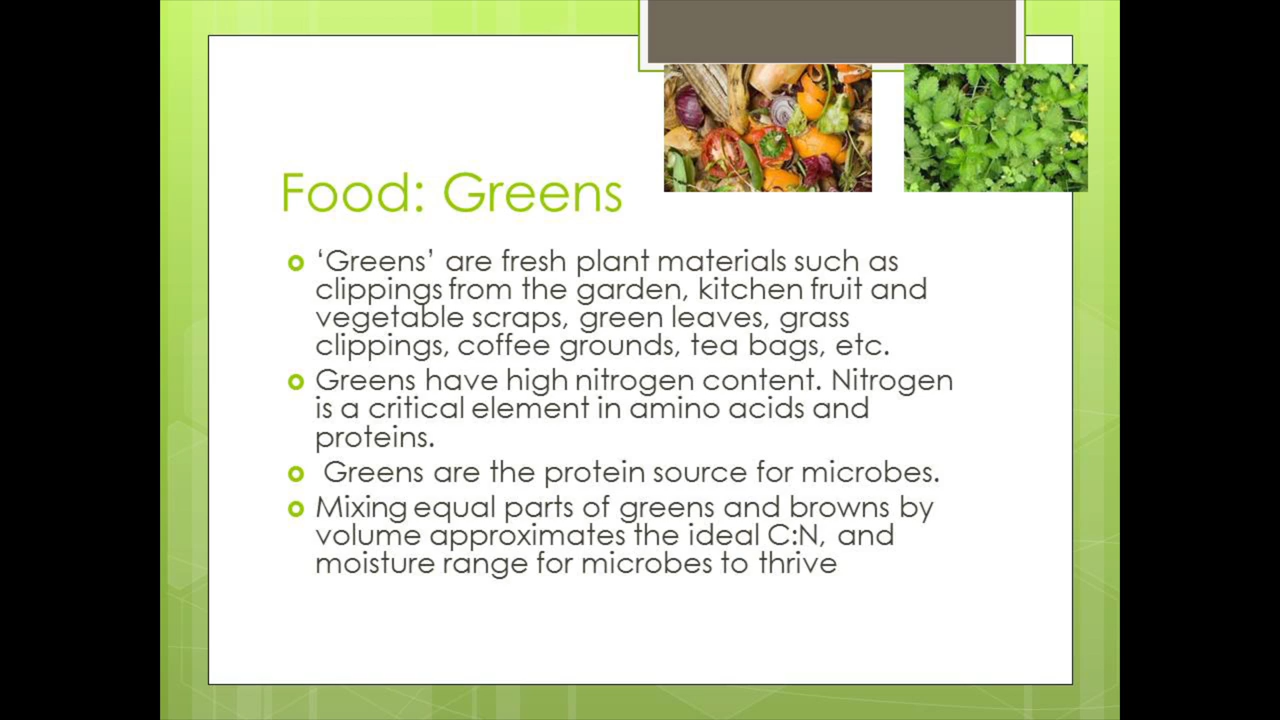 Food: Greens
‘Greens’ are fresh plant materials such as
clippings from the garden, kitchen fruit and
vegetable scraps, green leaves, grass
clippings, coffee grounds, tea bags, etc.
Greens have high nitrogen content. Nitrogen
is a critical element in amino acids and
proteins.
Greens are the protein source for microbes.
Mixing equal parts of greens and browns by
volume approximates the ideal C:N, and
moisture range for microbes to thrive